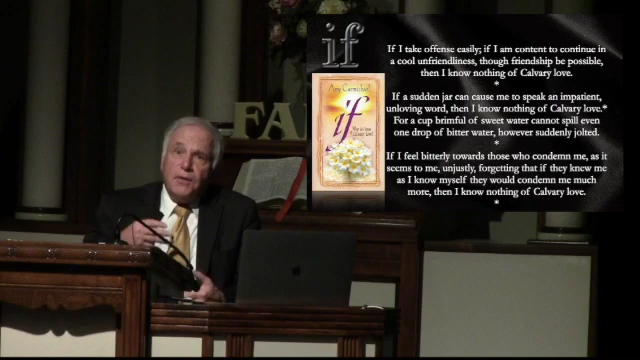 if
If I take offense easily; if I am content to continue in
a cool unfriendliness, though friendship be possible,
then I know nothing of Calvary love.
*
If a sudden jar can cause me to speak an impatient,
unloving word, then I know nothing of Calvary love.*
For a cup brimful of sweet water cannot spill even
one drop of bitter water, however suddenly jolted.
*
If I feel bitterly towards those who condemn me, as it
seems to me, unjustly, forgetting that if they knew me
as I know myself they would condemn me much
more, then I know nothing of Calvary love.
*
Amy Carmichael
if
FA